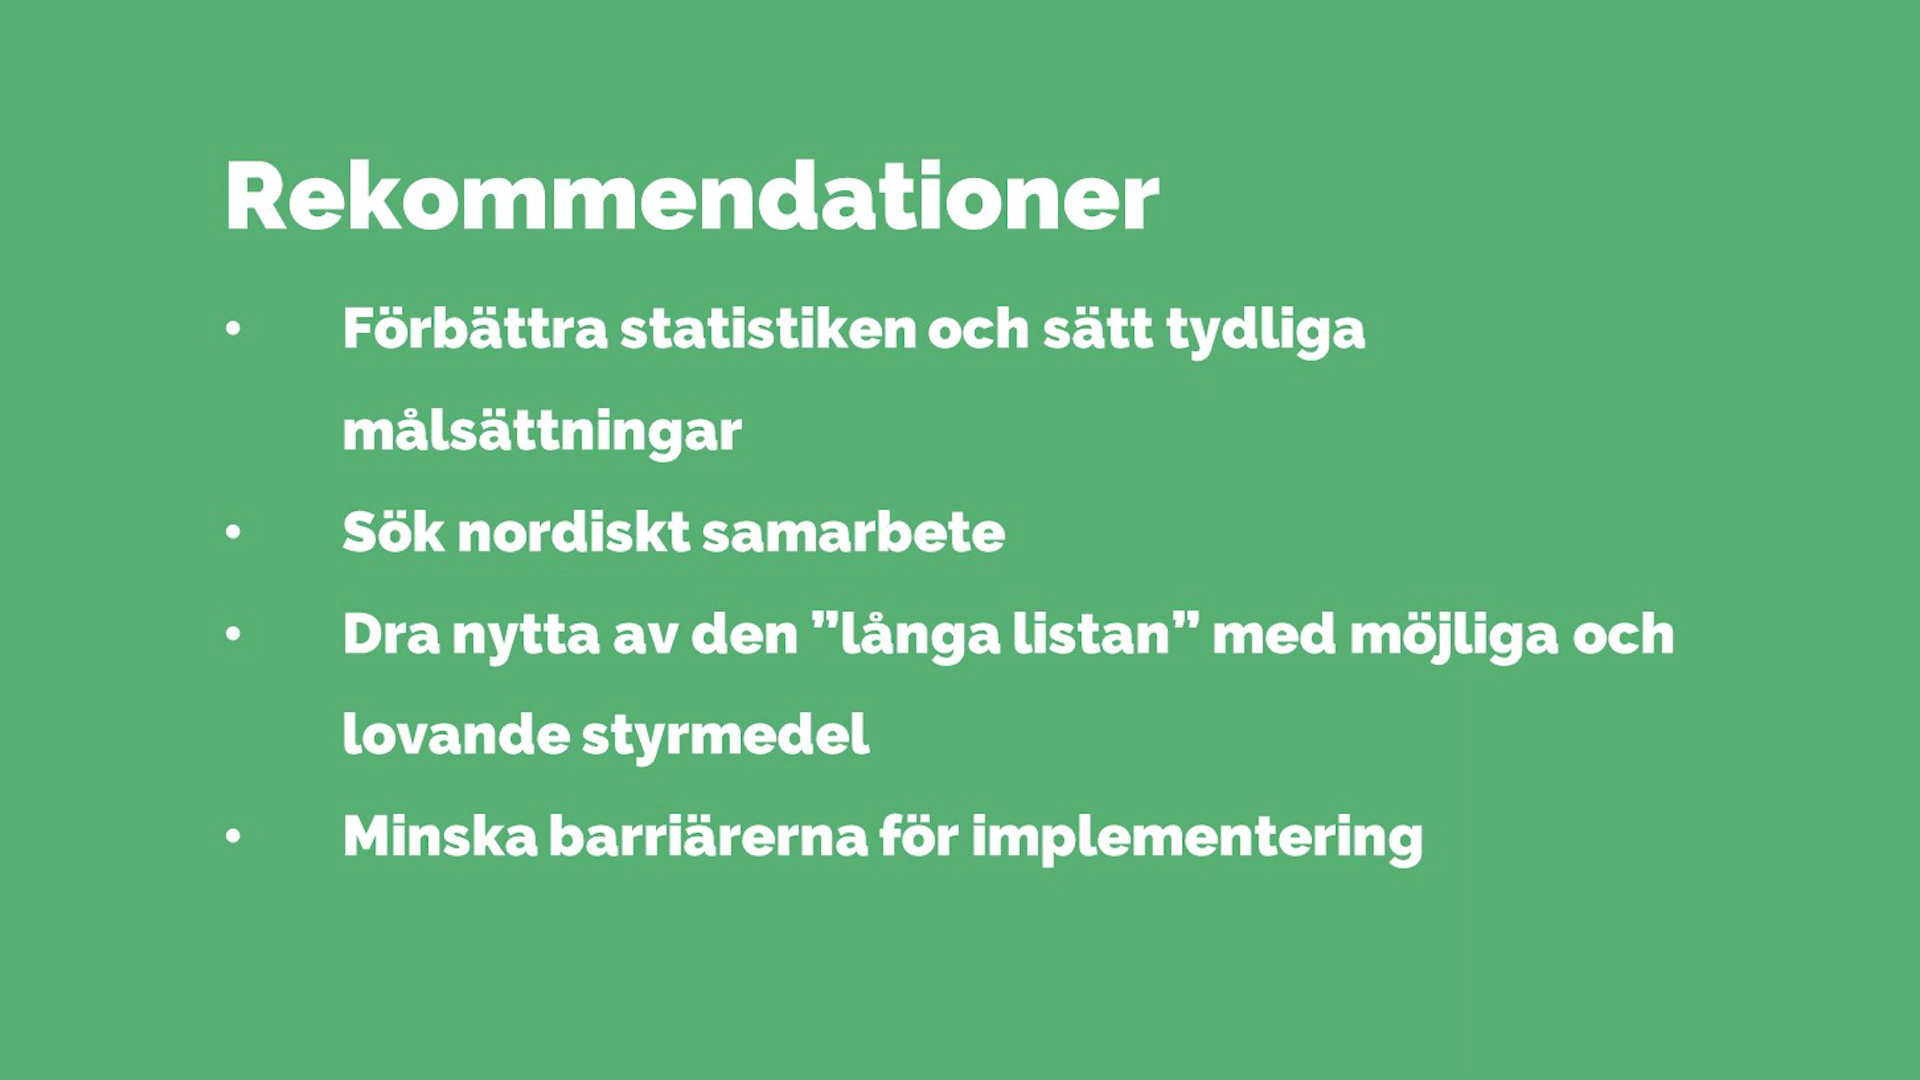 Rekommendationer
• Förbättra statistiken och sätt tydliga
målsättningar
• Sök nordiskt samarbete
• Dra nytta av den ”långa listan” med möjliga och
lovande styrmedel
• Minska barriärerna för implementering